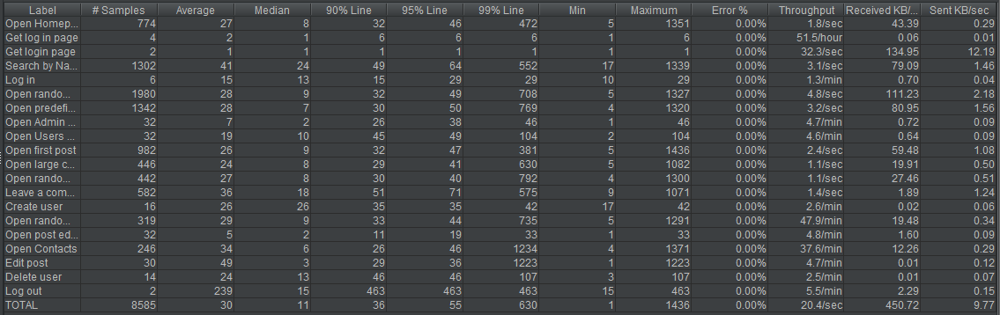 Label # Samples Average Median 90% Line 95% Line 99% Line Min Maximum Error % Throughput Received KB/... Sent KB/sec
Open Homep... 774 27 8 32 46 472 5 1351 0.00% 1.8/sec 43.39 0.29
Get log in page 4 2 1 6 6 6 1 6 0.00% 51.5/hour 0.06 0.01
Get login page 2 1 1 1 1 1 1 1 0.00% 32.3/sec 134.95 12.19
Search by Na... 1302 41 24 49 64 552 17 1339 0.00% 3.1/sec 79.09 1.46
Log in 6 15 13 15 29 29 10 29 0.00% 1.3/min 0.70 0.04
Open rando... 1980 28 9 32 49 708 5 1327 0.00% 4.8/sec 111.23 2.18
Open predefi... 1342 28 7 30 50 769 4 1320 0.00% 3.2/sec 80.95 1.56
Open Admin ... 32 7 2 26 38 46 1 46 0.00% 4.7/min 0.72 0.09
Open Users ... 32 19 10 45 49 104 2 104 0.00% 4.6/min 0.64 0.09
Open first post 982 26 9 32 47 381 5 1436 0.00% 2.4/sec 59.48 1.08
Open large c... 446 24 8 29 41 630 5 1082 0.00% 1.1/sec 19.91 0.50
Open rando... 442 27 8 30 40 792 4 1300 0.00% 1.1/sec 27.46 0.51
Leave a com... 582 36 18 51 71 575 9 1071 0.00% 1.4/sec 1.89 1.24
Create user 16 26 26 35 35 42 17 42 0.00% 2.6/min 0.02 0.06
Open rando... 319 29 9 33 44 735 5 1291 0.00% 47.9/min 19.48 0.34
Open post ed... 32 5 2 11 19 33 1 33 0.00% 4.8/min 1.60 0.09
Open Contacts 246 34 6 26 46 1234 4 1371 0.00% 37.6/min 12.26 0.29
Edit post 30 49 3 29 36 1223 1 1223 0.00% 4.7/min 0.01 0.12
Delete user 14 24 13 46 46 107 3 107 0.00% 2.5/min 0.01 0.07
Log out 2 239 15 463 463 463 15 463 0.00% 5.5/min 2.29 0.15
TOTAL 8585 30 11 36 55 630 1 1436 0.00% 20.4/sec 450.72 9.77